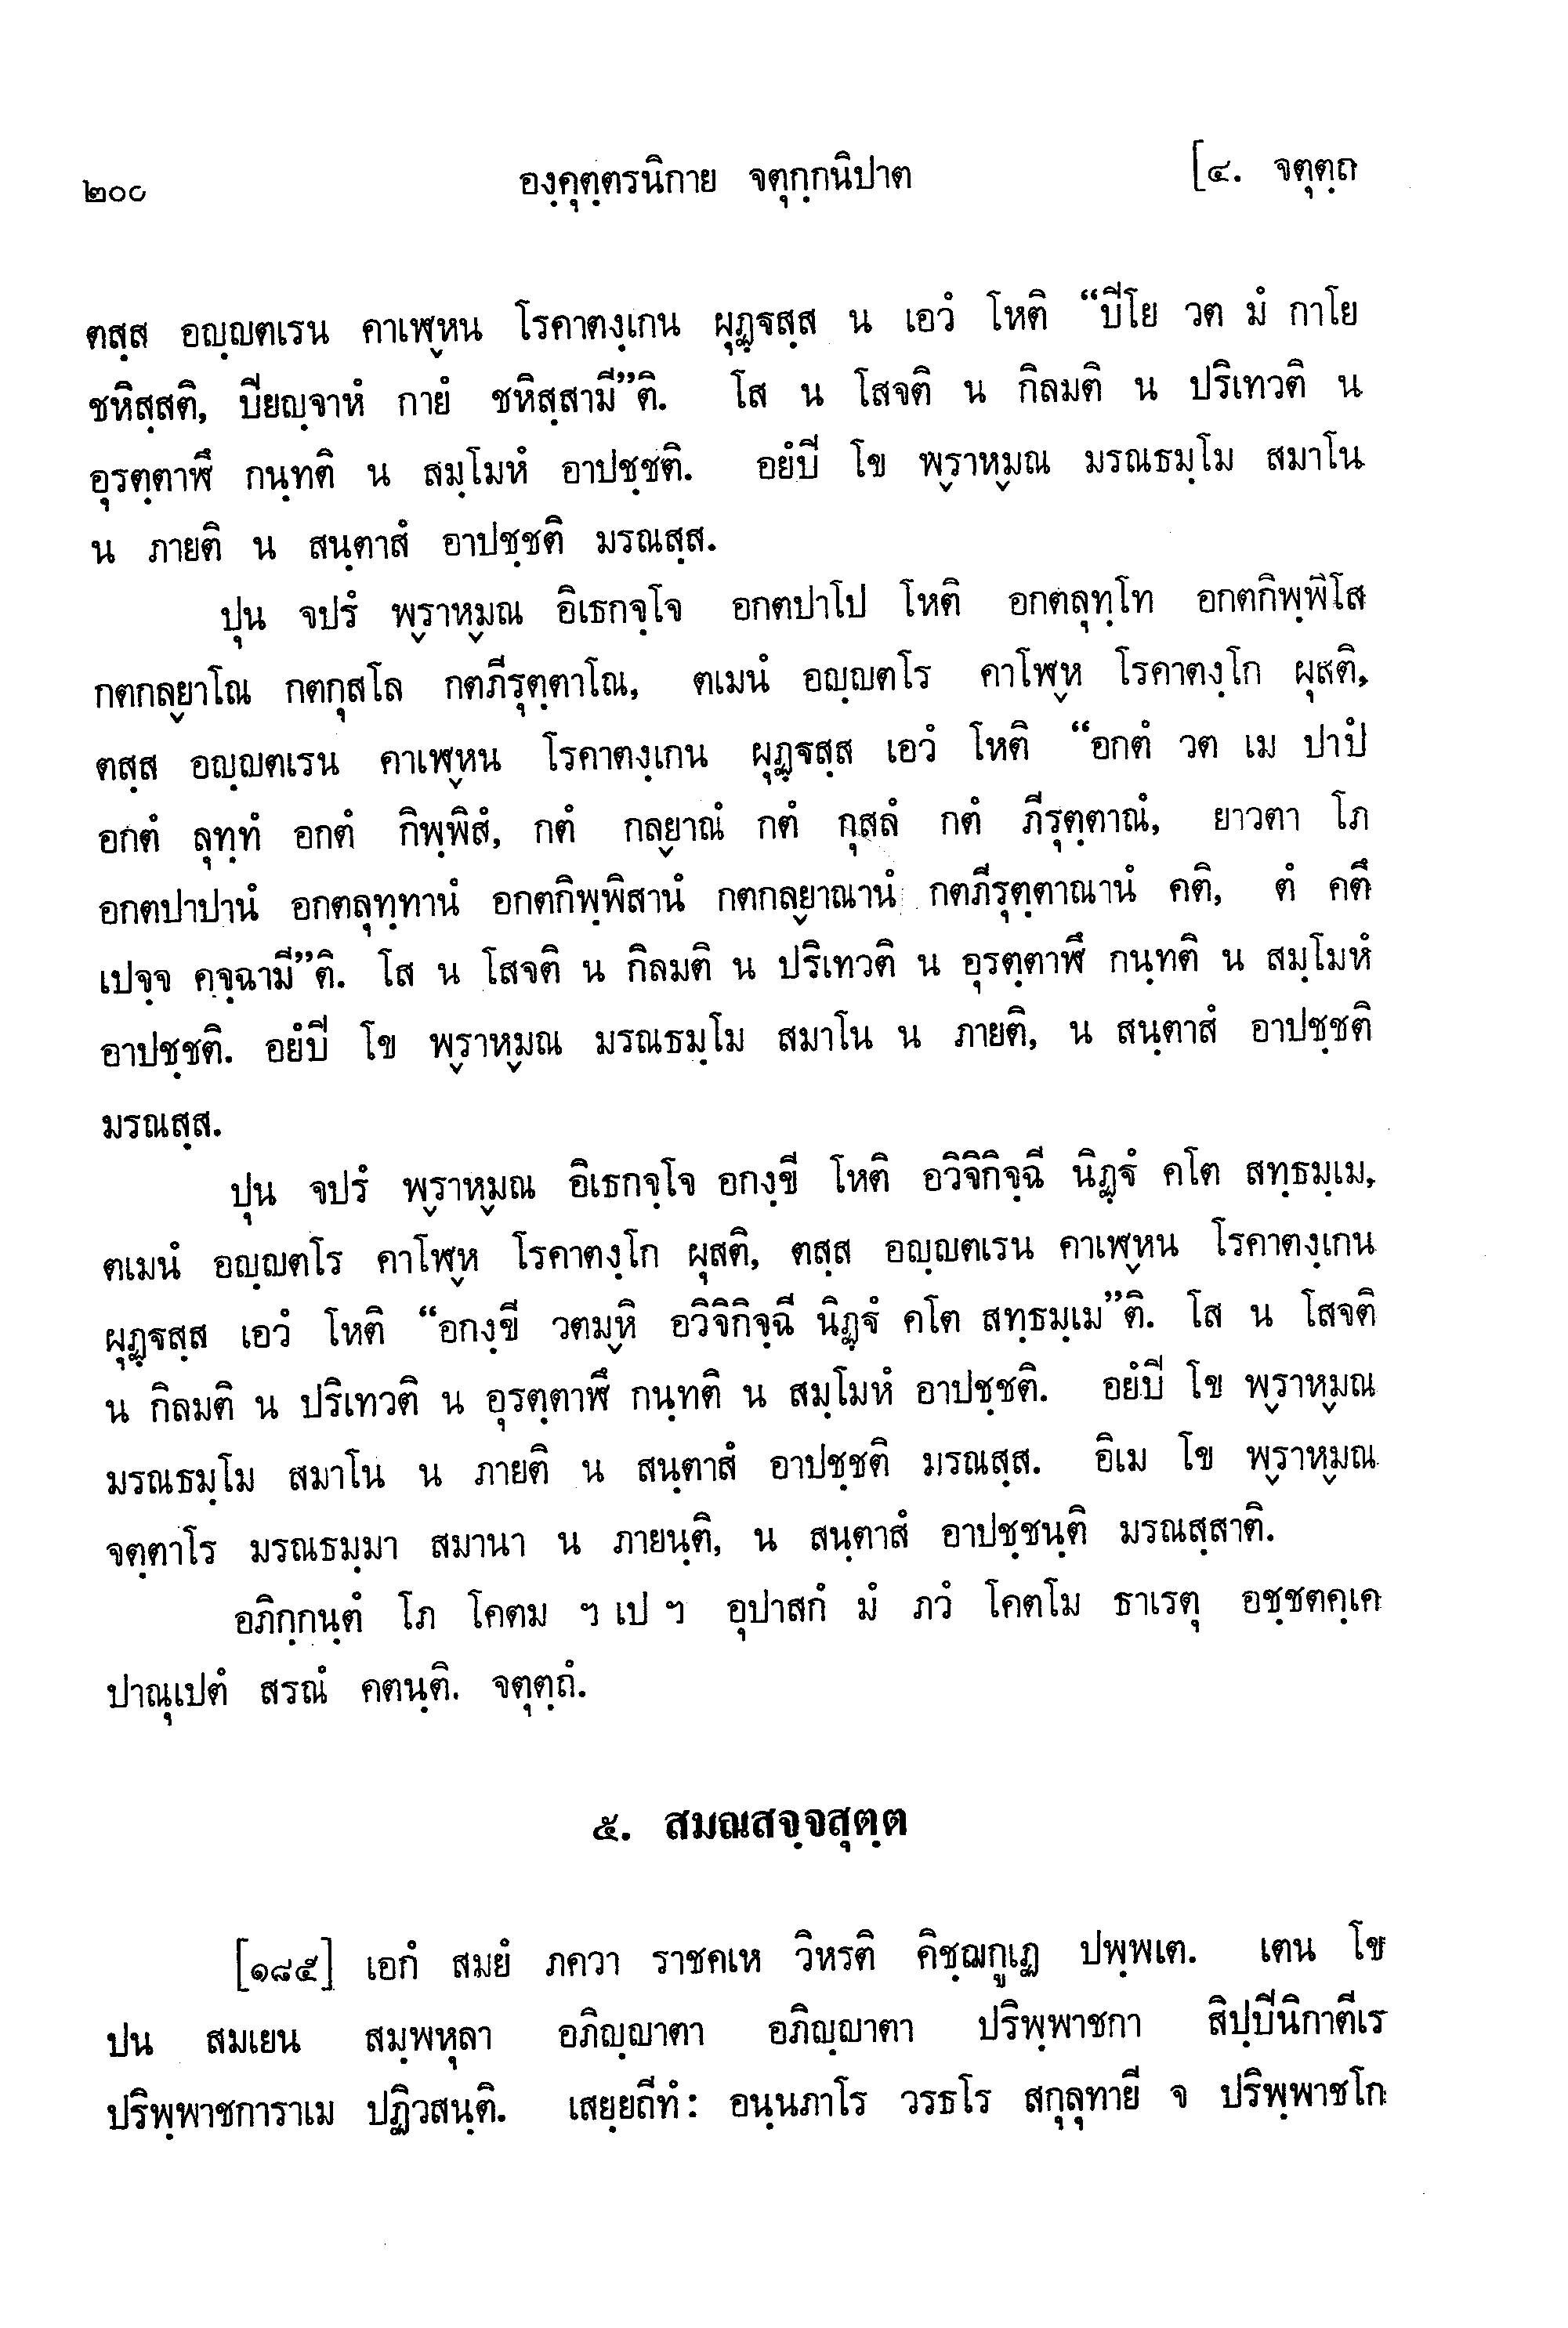 ๒๐๐ องฺคุตฺตรนิกาย จตุกฺกนิปาต [๔. จตุตฺถ
ตสฺส อญฺญตเรน คาเฬฺหน โรคาตงฺเกน ผุฏฺฐสฺส น เอวํ โหติ “ปีโย วต มํ กาโย
ชหิสฺสติ, ปียญฺจาหํ กายํ ชหิสฺสามี”ติ. โส น โสจติ น กิลมติ น ปริเทวติ น
อุรตฺตาฬึ กนฺทติ น สมฺโมหํ อาปชฺชติ. อยํปี โข พฺราหฺมณ มรณธมฺโม สมาโน
น ภายติ น สนฺตาสํ อาปชฺชติ มรณสฺส.
ปุน จปรํ พฺราหฺมณ อิเธกจฺโจ อกตปาโป โหติ อกตลุทฺโท อกตกิพฺพิโส
กตกลฺยาโณ กตกุสโล กตภีรุตฺตาโณ, ตเมนํ อญฺญตโร คาโฬฺห โรคาตงฺโก ผุสติ,
ตสฺส อญฺญตเรน คาเฬฺหน โรคาตงฺเกน ผุฏฺฐสฺส เอวํ โหติ “อกตํ วต เม ปาปํ
อกตํ ลุทฺทํ อกตํ กิพฺพิสํ, กตํ กลฺยาณํ กตํ กุสลํ กตํ ภีรุตฺตาณํ, ยาวตา โภ
อกตปาปานํ อกตลุทฺทานํ อกตกิพฺพิสานํ กตกลฺยาณานํ กตภีรุตฺตาณานํ คติ, ตํ คตึ
เปจฺจ คจฺฉามี”ติ. โส น โสจติ น กิลมติ น ปริเทวติ น อุรตฺตาฬึ กนฺทติ น สมฺโมหํ
อาปชฺชติ. อยํปี โข พฺราหฺมณ มรณธมฺโม สมาโน น ภายติ, น สนฺตาสํ อาปชฺชติ
มรณสฺส.
ปุน จปรํ พฺราหฺมณ อิเธกจฺโจ อกงฺขี โหติ อวิจิกิจฺฉี นิฏฺฐํ คโต สทฺธมฺเม,
ตเมนํ อญฺญตโร คาโฬฺห โรคาตงฺโก ผุสติ, ตสฺส อญฺญตเรน คาเฬฺหน โรคาตงฺเกน
ผุฏฺฐสฺส เอวํ โหติ “อกงฺขี วตมฺหิ อวิจิกิจฺฉี นิฏฺฐํ คโต สทฺธมฺเม”ติ. โส น โสจติ
น กิลมติ น ปริเทวติ น อุรตฺตาฬึ กนฺทติ น สมฺโมหํ อาปชฺชติ. อยํปี โข พฺราหฺมณ
มรณธมฺโม สมาโน น ภายติ น สนฺตาสํ อาปชฺชติ มรณสฺส. อิเม โข พฺราหฺมณ
จตฺตาโร มรณธมฺมา สมานา น ภายนฺติ, น สนฺตาสํ อาปชฺชนฺติ มรณสฺสาติ.
อภิกฺกนฺตํ โภ โคตม ฯ เป ฯ อุปาสกํ มํ ภวํ โคตโม ธาเรตุ อชฺชตคฺเค
ปาณุเปตํ สรณํ คตนฺติ. จตุตฺถํ.
๕. สมณสจฺจสุตฺต
[๑๘๕] เอกํ สมยํ ภควา ราชคเห วิหรติ คิชฺฌกูเฏ ปพฺพเต. เตน โข
ปน สมเยน สมฺพหุลา อภิญฺญาตา อภิญฺญาตา ปริพฺพาชกา สิปฺปีนิกาตีเร
ปริพฺพาชการาเม ปฏิวสนฺติ. เสยฺยถีทํ: อนฺนภาโร วรธโร สกุลุทายี จ ปริพฺพาชโก